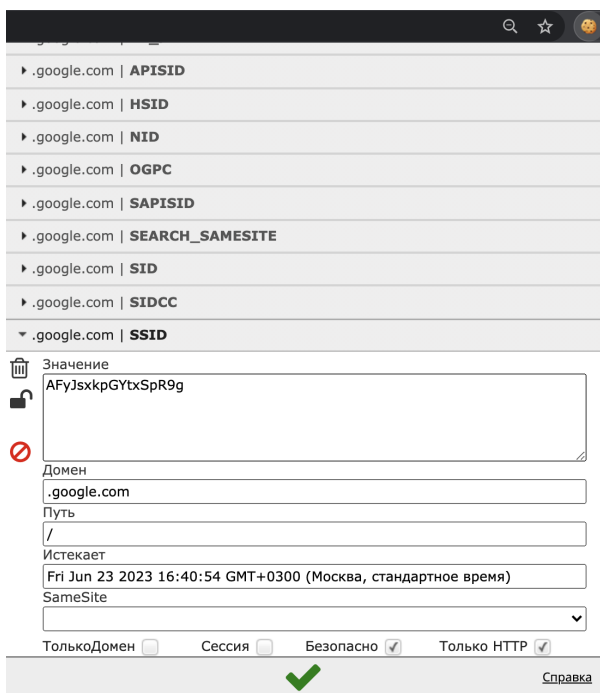 .google.com | APISID
.google.com | HSID
.google.com | NID
.google.com | OGPC
.google.com | SAPISID
.google.com | SEARCH_SAMESITE
.google.com | SID
.google.com | SIDCC
.google.com | SSID
Значение
AFyJsxkpGYtxSpR9g
Домен
.google.com
Путь
/
Истекает
Fri Jun 23 2023 16:40:54 GMT+0300 (Москва, стандартное время)
SameSite
ТолькоДомен Сессия Безопасно Только HTTP
Справка